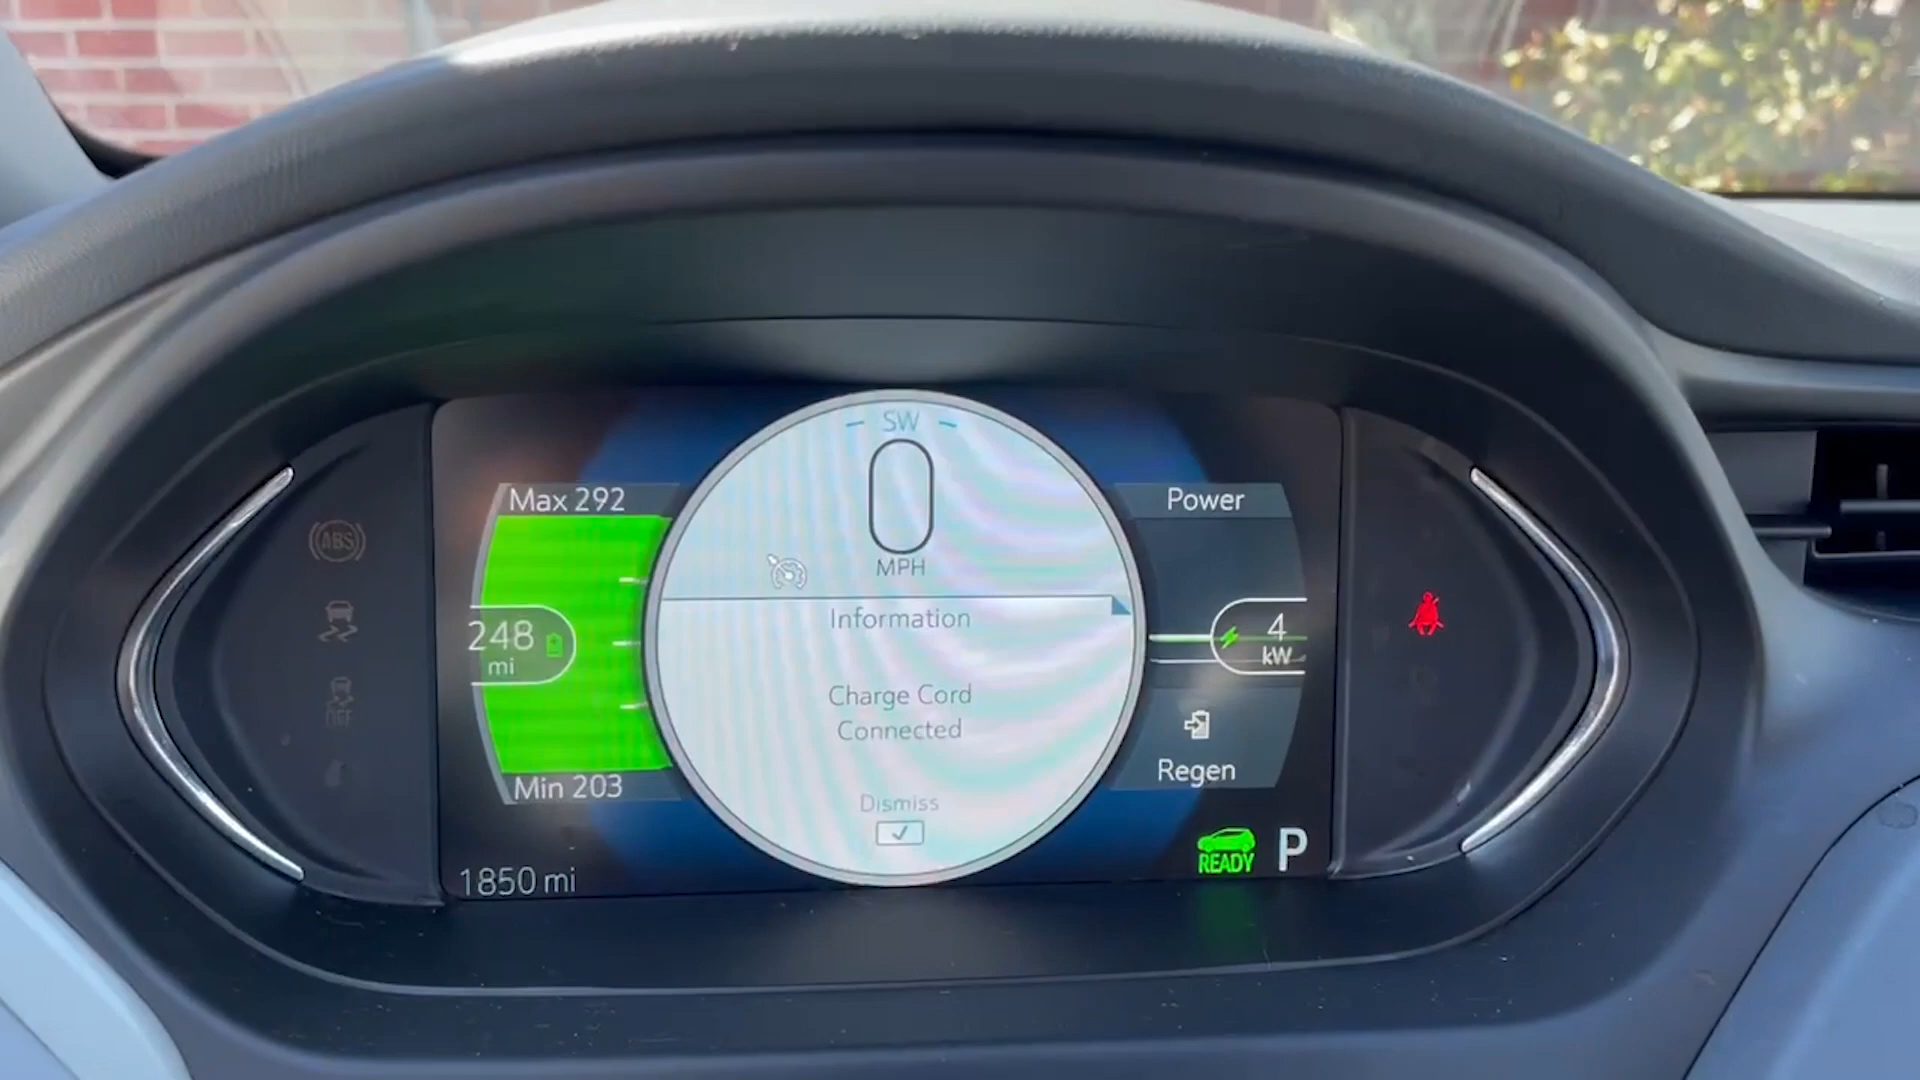 SW
0
MPH
Max 292
Power
ABS
248
mi
Information
4
kW
Charge Cord
Connected
Regen
Min 203
Dismiss
OFF
READY
P
1850 mi